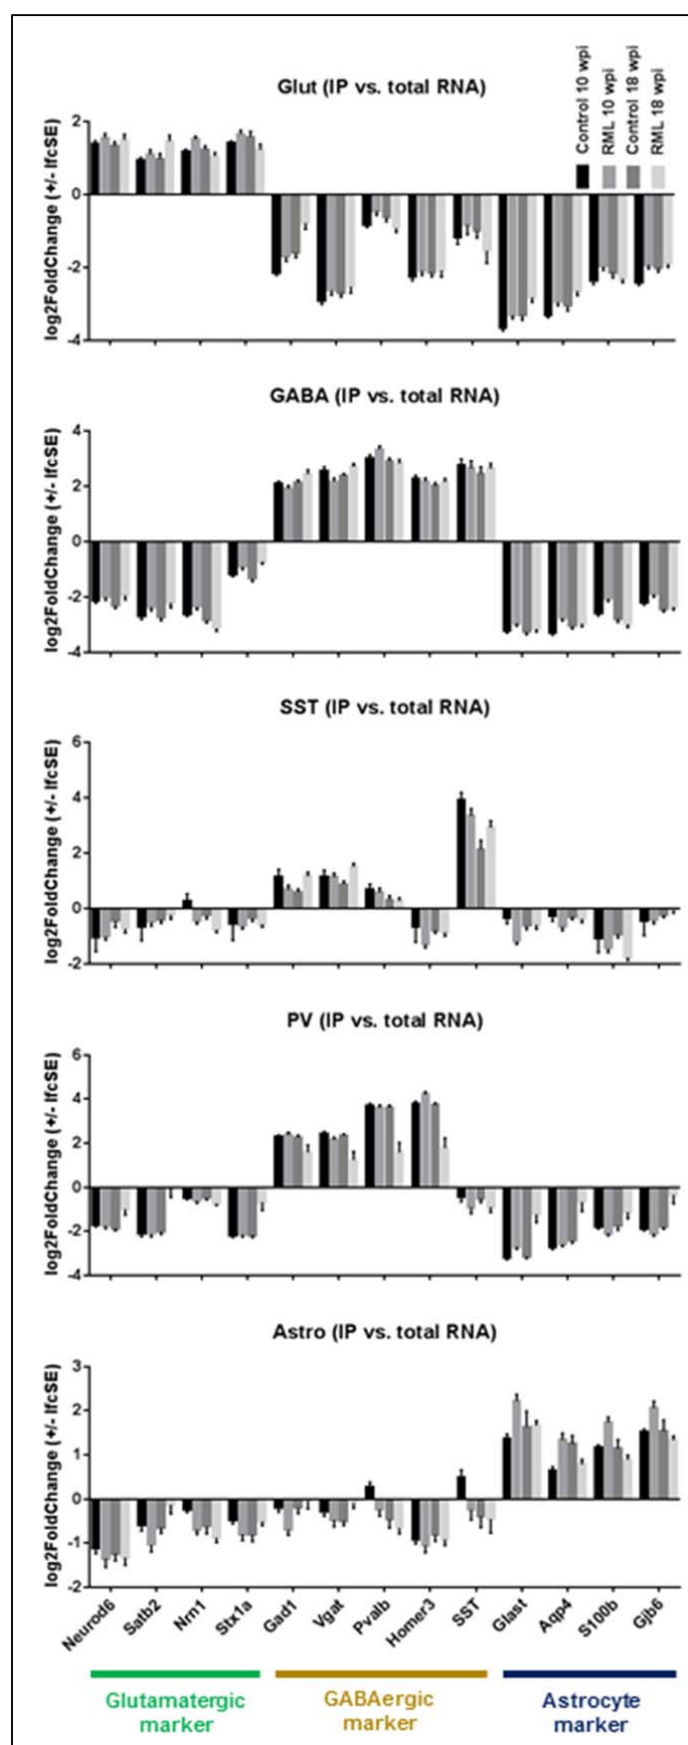 Glut (IP vs. total RNA)
Control 10 wpi
RML 10 wpi
Control 18 wpi
RML 18 wpi
log2FoldChange (+/- lfcSE)
2
0
-2
-4
GABA (IP vs. total RNA)
log2FoldChange (+/- lfcSE)
4
2
0
-2
-4
SST (IP vs. total RNA)
log2FoldChange (+/- lfcSE)
6
4
2
0
-2
PV (IP vs. total RNA)
log2FoldChange (+/- lfcSE)
6
4
2
0
-2
-4
Astro (IP vs. total RNA)
log2FoldChange (+/- lfcSE)
3
2
1
0
-1
-2
Neurod6
Satb2
Nrn1
Stx1a
Gad1
Vgat
Pvalb
Homer3
SST
Glast
Aqp4
S100b
Gjb6
Glutamatergic
marker
GABAergic
marker
Astrocyte
marker